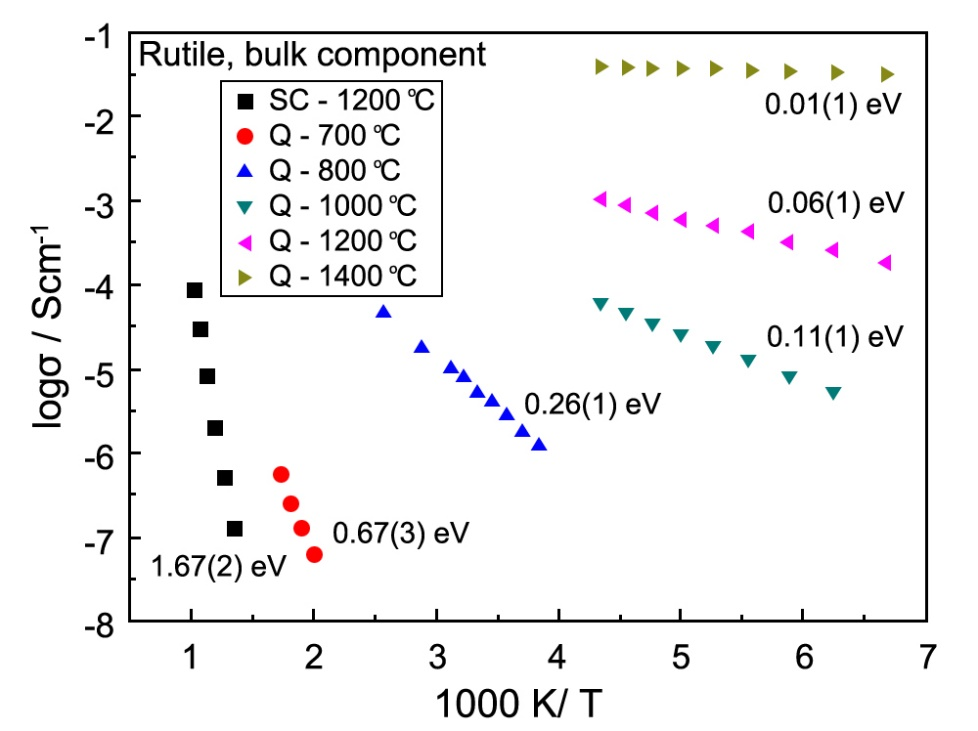 Rutile, bulk component
SC - 1200 ℃
Q - 700 ℃
Q - 800 ℃
Q - 1000 ℃
Q - 1200 ℃
Q - 1400 ℃
0.01(1) eV
0.06(1) eV
0.11(1) eV
0.26(1) eV
0.67(3) eV
1.67(2) eV
logσ / Scm⁻¹
-1
-2
-3
-4
-5
-6
-7
-8
1 2 3 4 5 6 7
1000 K/ T